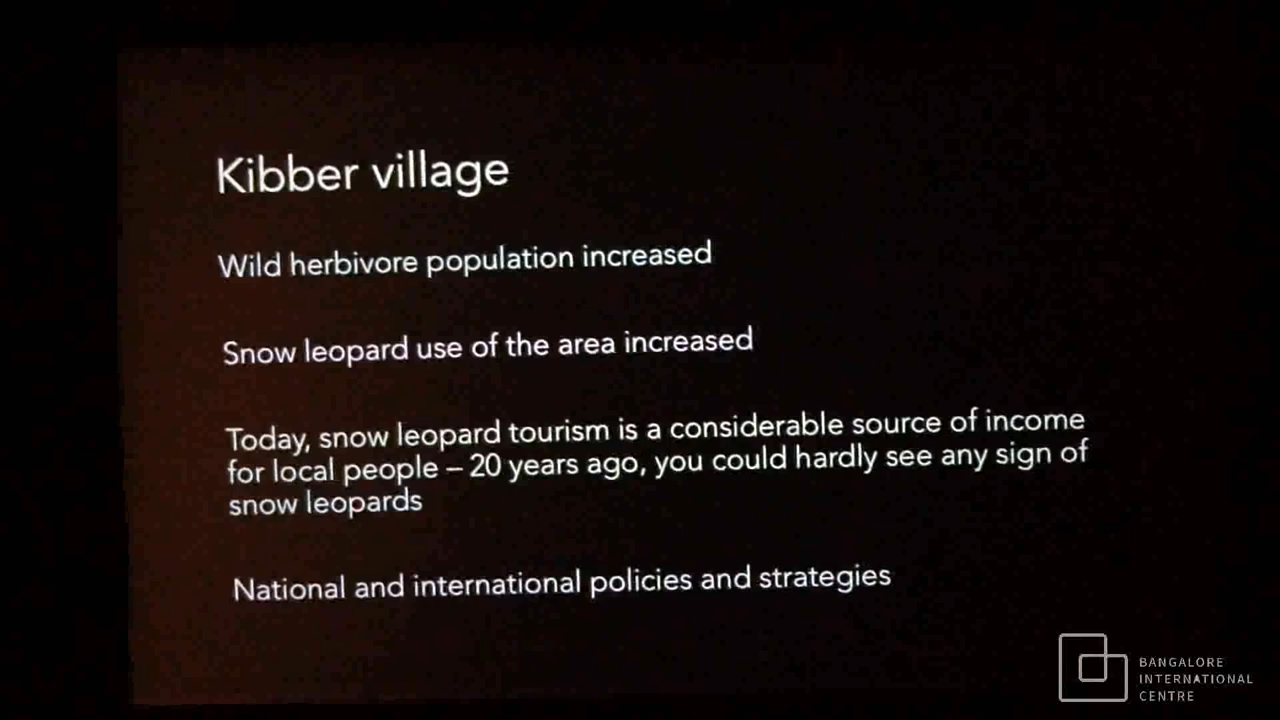 Kibber village
Wild herbivore population increased
Snow leopard use of the area increased
Today, snow leopard tourism is a considerable source of income
for local people – 20 years ago, you could hardly see any sign of
snow leopards
National and international policies and strategies
BANGALORE
INTERNATIONAL
CENTRE